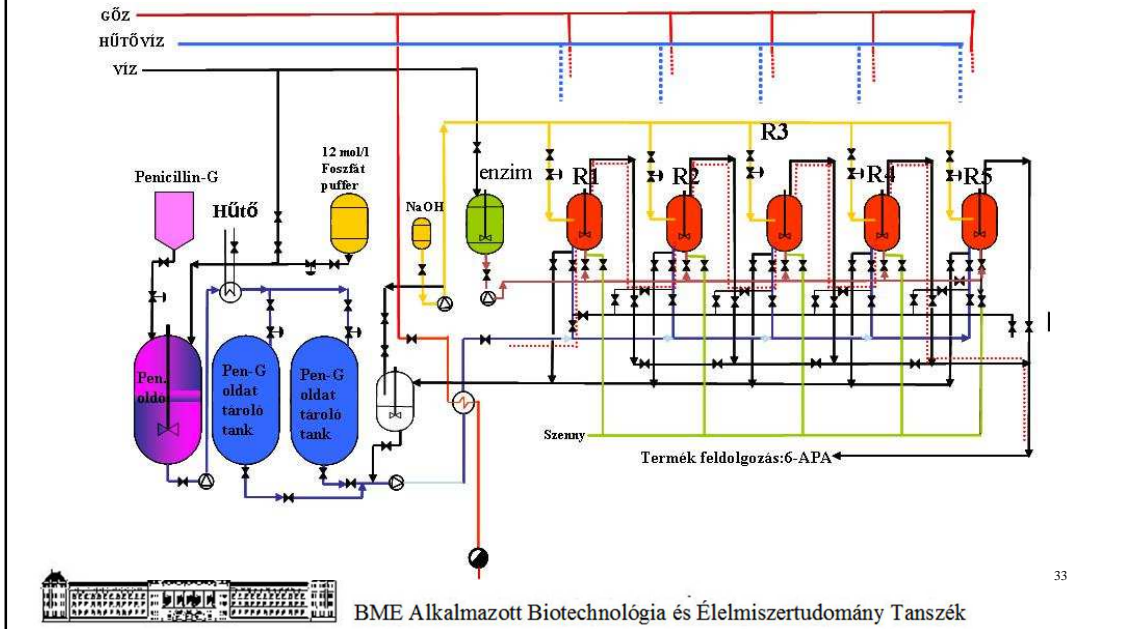 GŐZ
HŰTŐVÍZ
VÍZ
R3
12 mol/l
Foszfát
puffer
enzim
R1
R2
R4
R5
Penicillin-G
Hűtő
NaOH
Pen.
oldó
Pen-G
oldat
tároló
tank
Pen-G
oldat
tároló
tank
Szenny
Termék feldolgozás:6-APA
33
BME Alkalmazott Biotechnológia és Élelmiszertudomány Tanszék